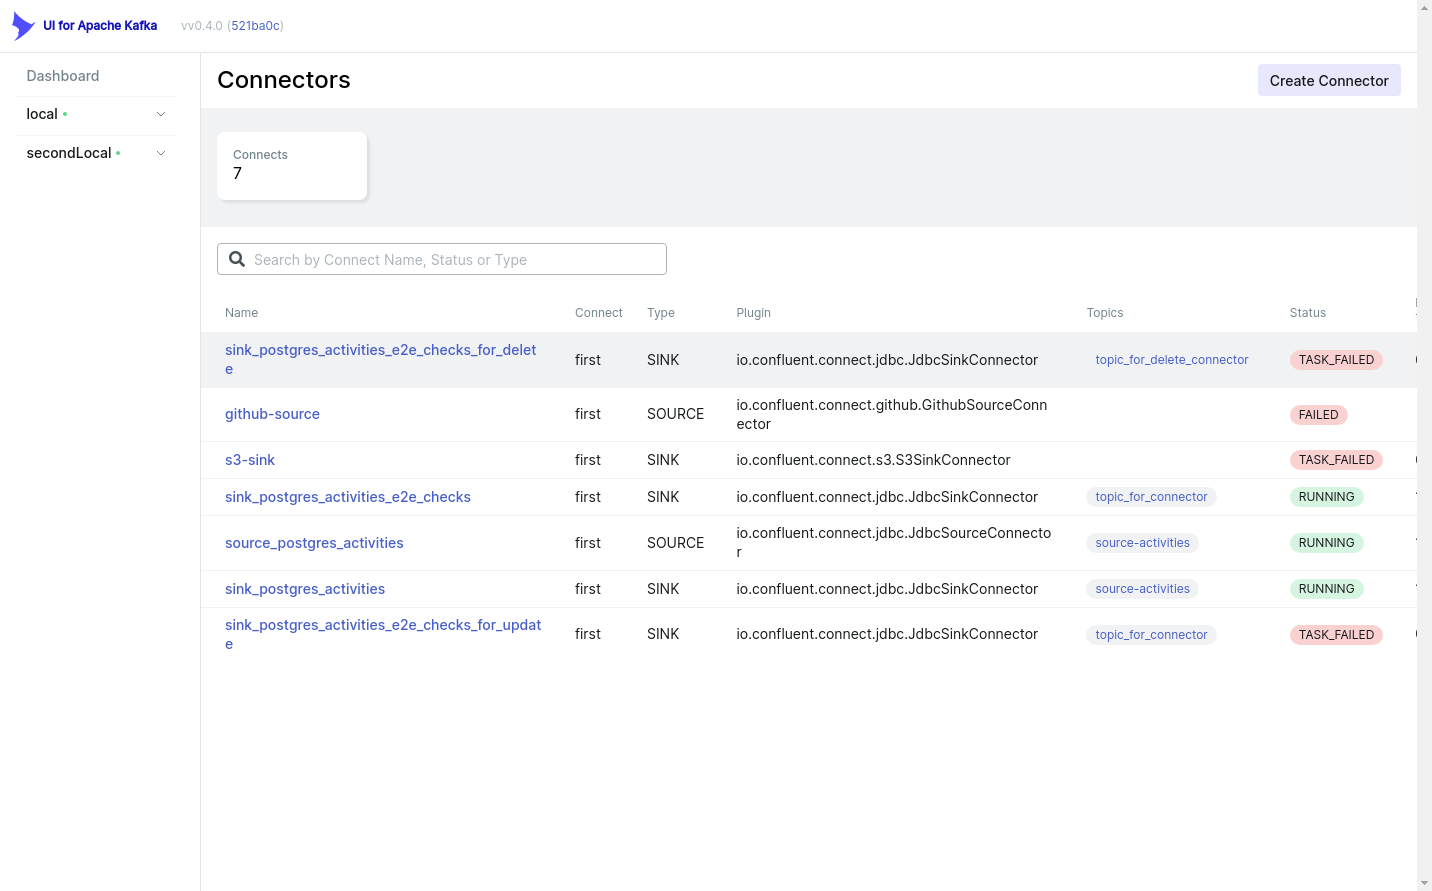 UI for Apache Kafka vv0.4.0 (521ba0c)
Dashboard
local
secondLocal
Connectors
Create Connector
Connects
7
Search by Connect Name, Status or Type
Name Connect Type Plugin Topics Status
sink_postgres_activities_e2e_checks_for_delet
e
first SINK io.confluent.connect.jdbc.JdbcSinkConnector topic_for_delete_connector TASK_FAILED
github-source first SOURCE
io.confluent.connect.github.GithubSourceConn
ector
FAILED
s3-sink first SINK io.confluent.connect.s3.S3SinkConnector TASK_FAILED
sink_postgres_activities_e2e_checks first SINK io.confluent.connect.jdbc.JdbcSinkConnector topic_for_connector RUNNING
source_postgres_activities first SOURCE
io.confluent.connect.jdbc.JdbcSourceConnecto
r
source-activities RUNNING
sink_postgres_activities first SINK io.confluent.connect.jdbc.JdbcSinkConnector source-activities RUNNING
sink_postgres_activities_e2e_checks_for_updat
e
first SINK io.confluent.connect.jdbc.JdbcSinkConnector topic_for_connector TASK_FAILED